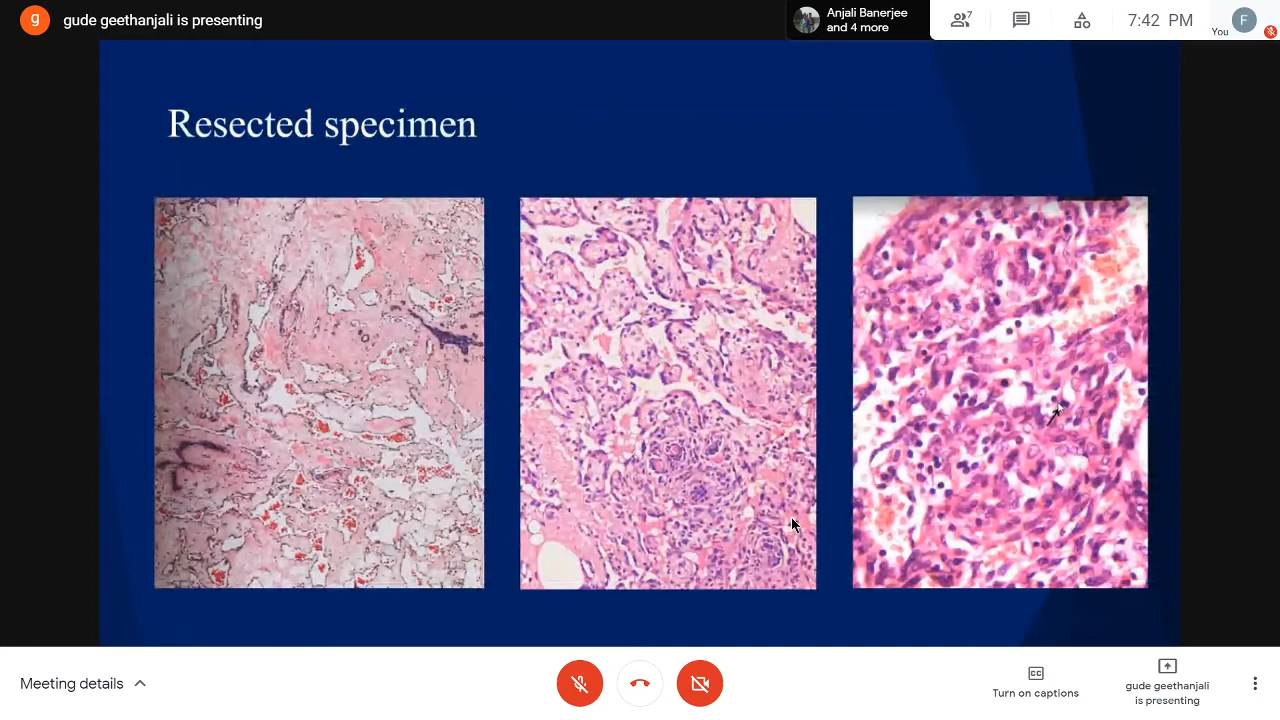 g
gude geethanjali is presenting
Anjali Banerjee
and 4 more
7
7:42 PM
You
F
Resected specimen
Meeting details
CC
Turn on captions
gude geethanjali
is presenting